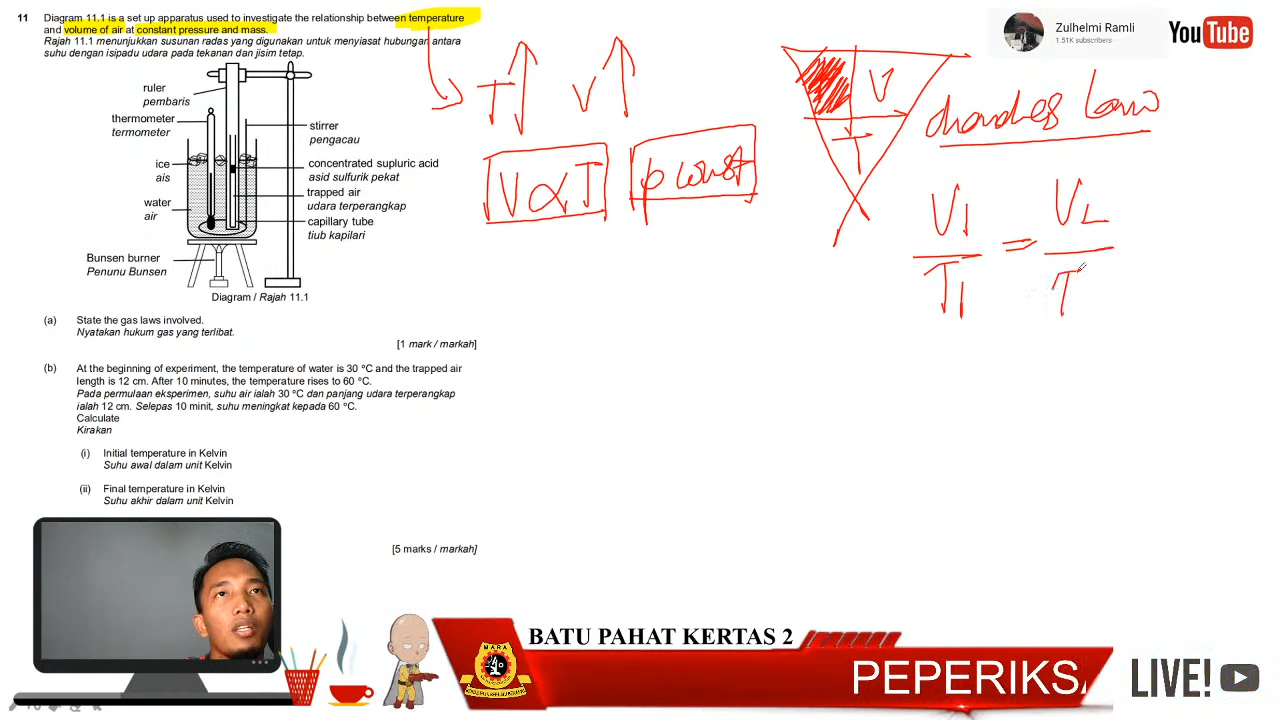 11 Diagram 11.1 is a set up apparatus used to investigate the relationship between temperature
and volume of air at constant pressure and mass.
Rajah 11.1 menunjukkan susunan radas yang digunakan untuk menyiasat hubungan antara
suhu dengan isipadu udara pada tekanan dan jisim tetap.
ruler
pembaris
thermometer
termometer
ice
ais
water
air
Bunsen burner
Penunu Bunsen
stirrer
pengacau
concentrated supluric acid
asid sulfurik pekat
trapped air
udara terperangkap
capillary tube
tiub kapilari
Diagram / Rajah 11.1
(a) State the gas laws involved.
Nyatakan hukum gas yang terlibat.
[1 mark / markah]
(b) At the beginning of experiment, the temperature of water is 30 °C and the trapped air
length is 12 cm. After 10 minutes, the temperature rises to 60 °C.
Pada permulaan eksperimen, suhu air ialah 30 °C dan panjang udara terperangkap
ialah 12 cm. Selepas 10 minit, suhu meningkat kepada 60 °C.
Calculate
Kirakan
(i) Initial temperature in Kelvin
Suhu awal dalam unit Kelvin
(ii) Final temperature in Kelvin
Suhu akhir dalam unit Kelvin
[5 marks / markah]
T V
V ∝ T p const
V
T
charles law
V1 = V2
T1 T
Zulhelmi Ramli
1.51K subscribers
YouTube
MARA
BATU PAHAT KERTAS 2
PEPERIKSA
LIVE!